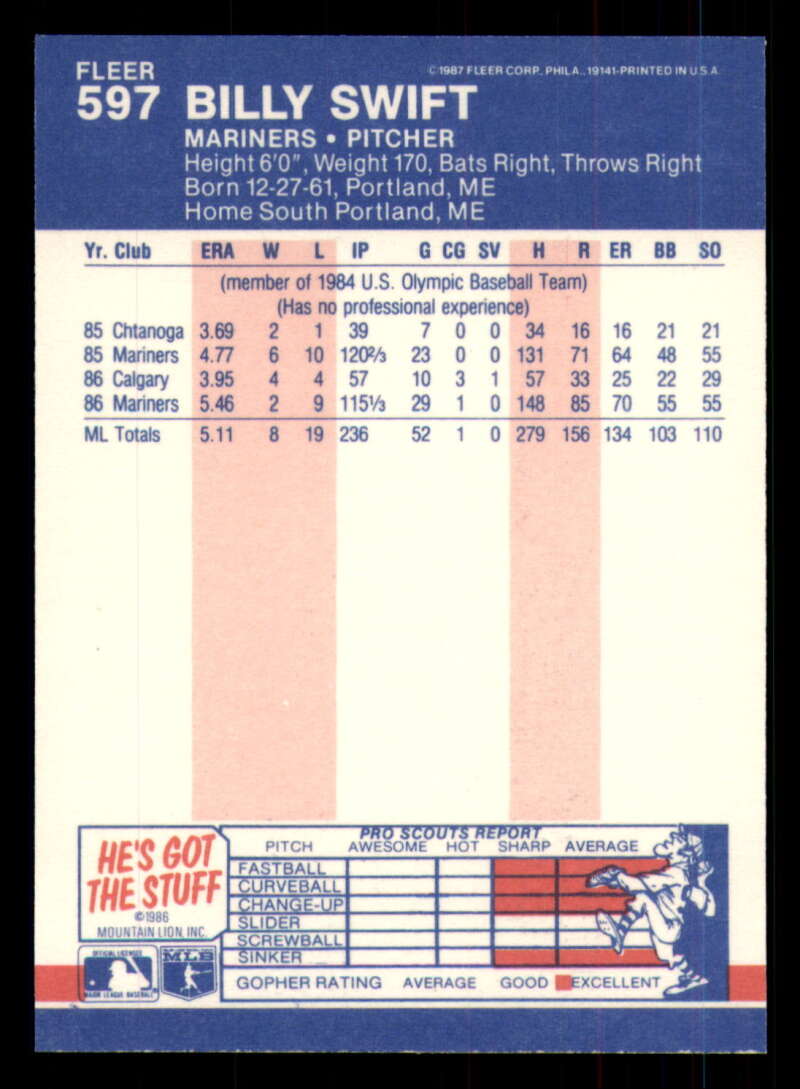 FLEER ©1987 FLEER CORP., PHILA., 19141-PRINTED IN U.S.A.
597 BILLY SWIFT
MARINERS • PITCHER
Height 6'0", Weight 170, Bats Right, Throws Right
Born 12-27-61, Portland, ME
Home South Portland, ME
Yr. Club ERA W L IP G CG SV H R ER BB SO
(member of 1984 U.S. Olympic Baseball Team)
(Has no professional experience)
85 Chtanoga 3.69 2 1 39 7 0 0 34 16 16 21 21
85 Mariners 4.77 6 10 120⅔ 23 0 0 131 71 64 48 55
86 Calgary 3.95 4 4 57 10 3 1 57 33 25 22 29
86 Mariners 5.46 2 9 115⅓ 29 1 0 148 85 70 55 55
ML Totals 5.11 8 19 236 52 1 0 279 156 134 103 110
HE'S GOT
THE STUFF
©1986
MOUNTAIN LION, INC.
PRO SCOUTS REPORT
PITCH AWESOME HOT SHARP AVERAGE
FASTBALL
CURVEBALL
CHANGE-UP
SLIDER
SCREWBALL
SINKER
GOPHER RATING AVERAGE GOOD EXCELLENT
OFFICIAL LICENSEE
MAJOR LEAGUE BASEBALL
MLB